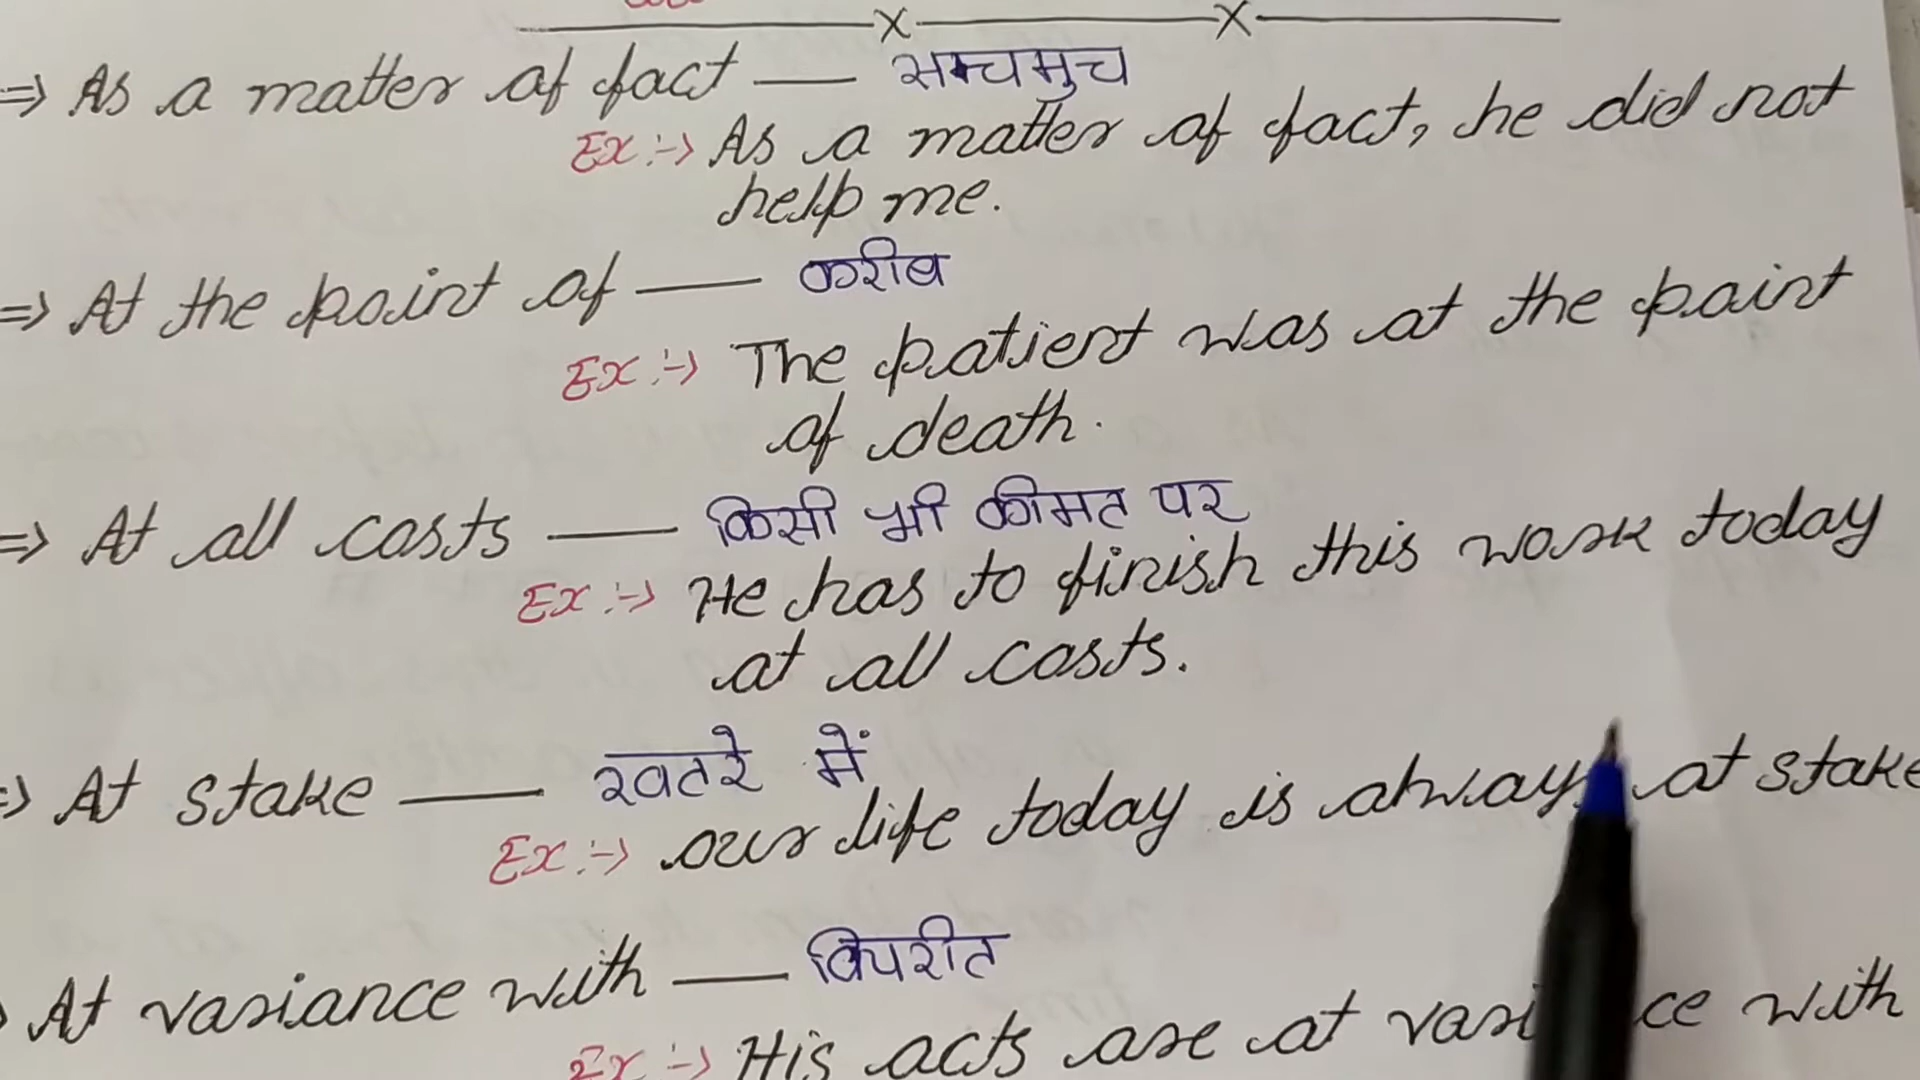 ⇒ As a matter of fact — सचमुच
Ex :→ As a matter of fact, he did not
help me.
⇒ At the point of — करीब
Ex :→ The patient was at the point
of death.
⇒ At all costs — किसी भी कीमत पर
Ex :→ He has to finish this work today
at all costs.
⇒ At stake — खतरे में
Ex :→ our life today is always at stake
At variance with — विपरीत
Ex :→ His acts are at variance with